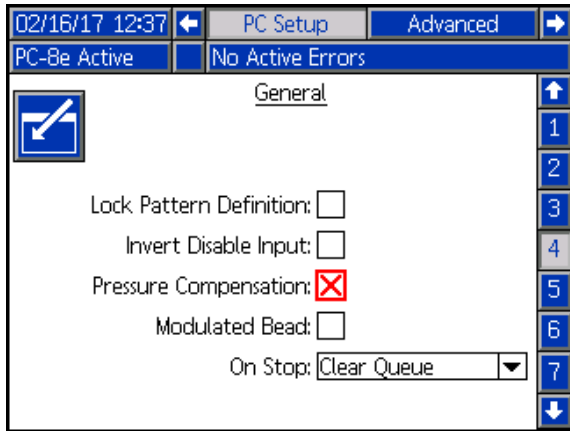 02/16/17 12:37 PC Setup Advanced
PC-8e Active No Active Errors
General
1
2
Lock Pattern Definition:
3
Invert Disable Input:
4
Pressure Compensation:
5
Modulated Bead:
6
On Stop: Clear Queue
7